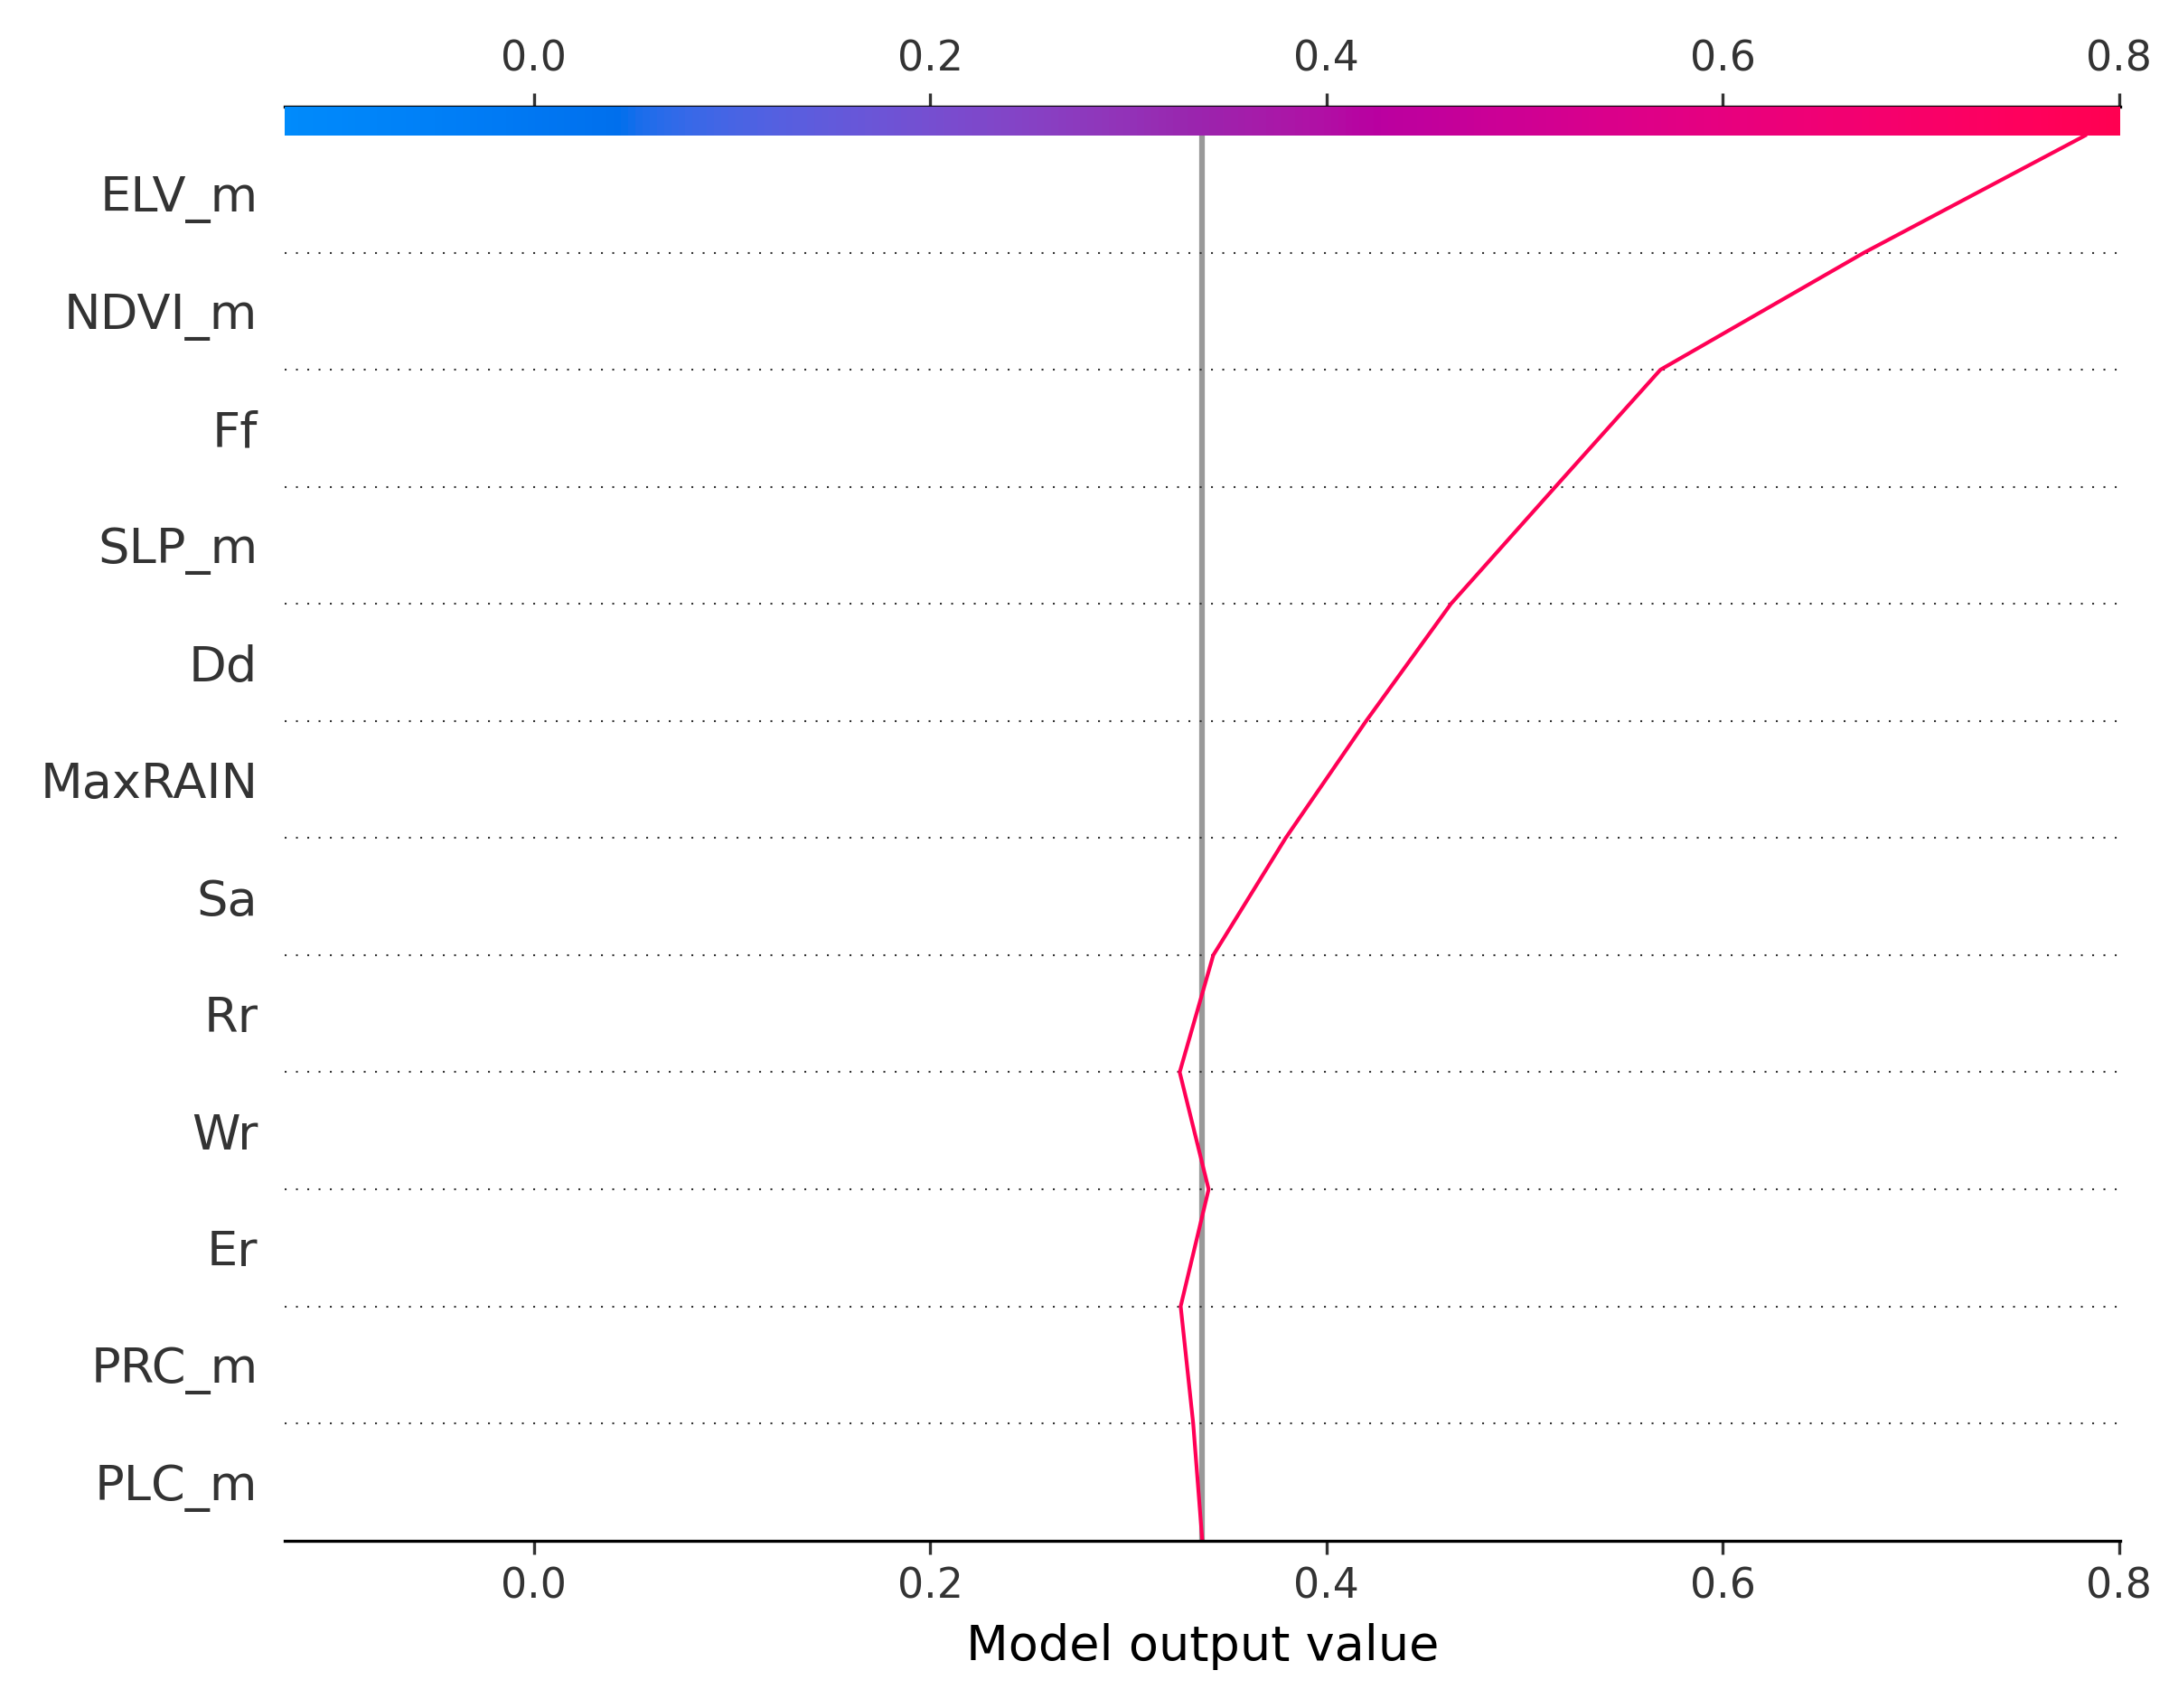 0.0 0.2 0.4 0.6 0.8
ELV_m
NDVI_m
Ff
SLP_m
Dd
MaxRAIN
Sa
Rr
Wr
Er
PRC_m
PLC_m
0.0 0.2 0.4 0.6 0.8
Model output value